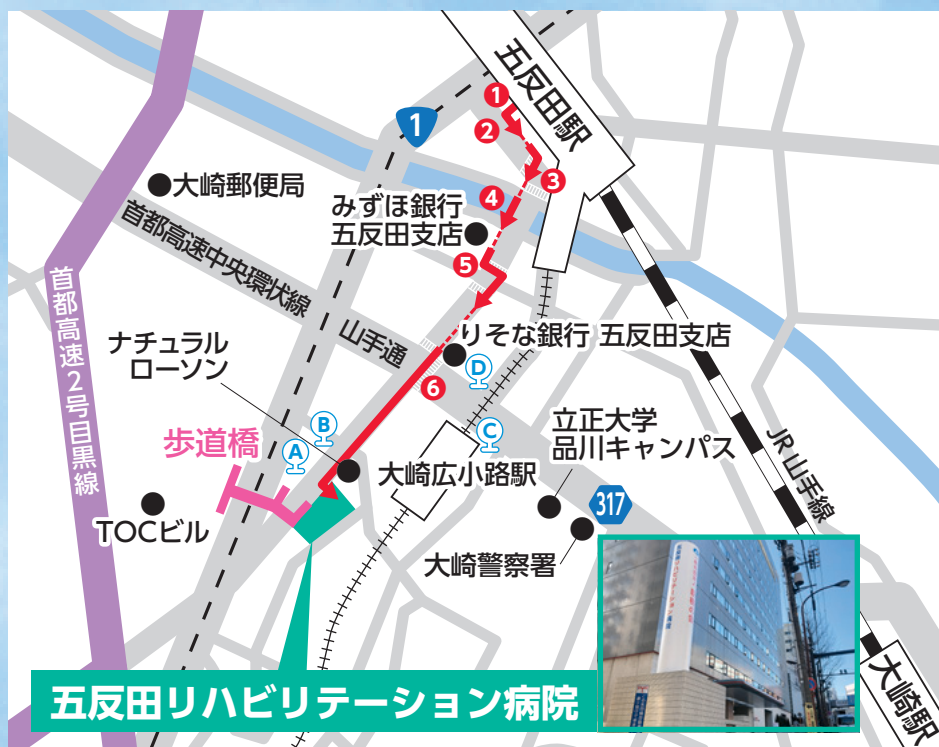 五反田駅
1
1
2
3
4
5
6
大崎郵便局
みずほ銀行
五反田支店
首都高速中央環状線
山手通
首都高速2号目黒線
ナチュラル
ローソン
りそな銀行 五反田支店
D
C
B
A
歩道橋
TOCビル
大崎広小路駅
立正大学
品川キャンパス
317
大崎警察署
JR山手線
大崎駅
五反田リハビリテーション病院